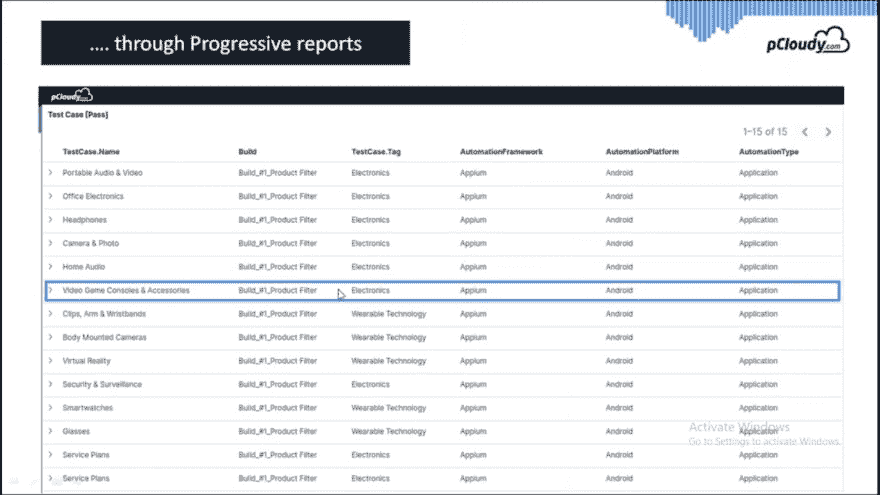 .... through Progressive reports
pCloudy.com
pCloudy.com
Test Case [Pass]
1-15 of 15
TestCase.Name Build TestCase.Tag AutomationFramework AutomationPlatform AutomationType
Portable Audio & Video Build_#1_Product Filter Electronics Appium Android Application
Office Electronics Build_#1_Product Filter Electronics Appium Android Application
Headphones Build_#1_Product Filter Electronics Appium Android Application
Camera & Photo Build_#1_Product Filter Electronics Appium Android Application
Home Audio Build_#1_Product Filter Electronics Appium Android Application
Video Game Consoles & Accessories Build_#1_Product Filter Electronics Appium Android Application
Clips, Arm & Wristbands Build_#1_Product Filter Wearable Technology Appium Android Application
Body Mounted Cameras Build_#1_Product Filter Wearable Technology Appium Android Application
Virtual Reality Build_#1_Product Filter Wearable Technology Appium Android Application
Security & Surveillance Build_#1_Product Filter Electronics Appium Android Application
Smartwatches Build_#1_Product Filter Wearable Technology Appium Android Application
Glasses Build_#1_Product Filter Wearable Technology Appium Android Application
Activate Windows
Go to Settings to activate Windows.
Service Plans Build_#1_Product Filter Electronics Appium Android Application
Service Plans Build_#1_Product Filter Electronics Appium Android Application